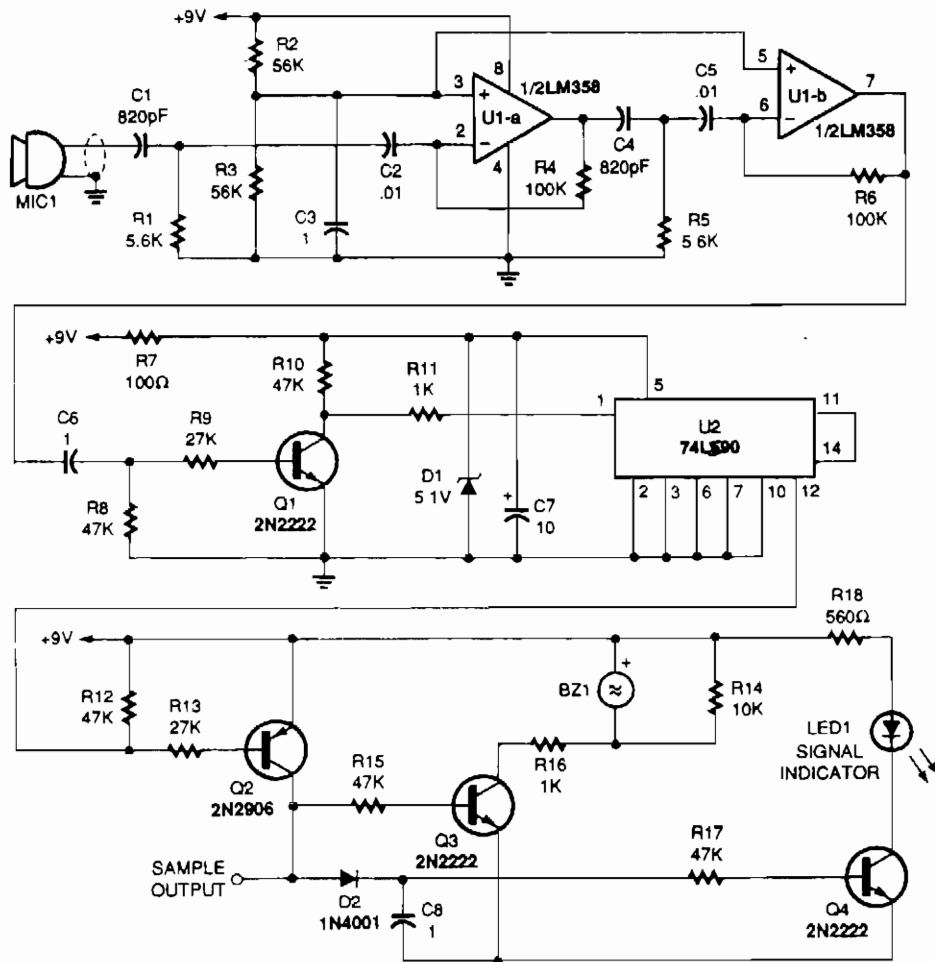 +9V
R2
56K
8
1/2LM358
3
+
U1-a
2
−
4
C1
820pF
MIC1
R1
5.6K
R3
56K
C3
1
C2
.01
R4
100K
C4
820pF
C5
.01
R5
5.6K
5
+
U1-b
7
6
−
1/2LM358
R6
100K
+9V
R7
100Ω
R10
47K
R11
1K
1
5
U2
74LS90
11
14
2
3
6
7
10
12
C6
1
R9
27K
R8
47K
Q1
2N2222
D1
5.1V
+
C7
10
+9V
R12
47K
R13
27K
Q2
2N2906
R15
47K
Q3
2N2222
BZ1
+
≈
R16
1K
R14
10K
R18
560Ω
LED1
SIGNAL
INDICATOR
SAMPLE
OUTPUT
D2
1N4001
C8
1
R17
47K
Q4
2N2222